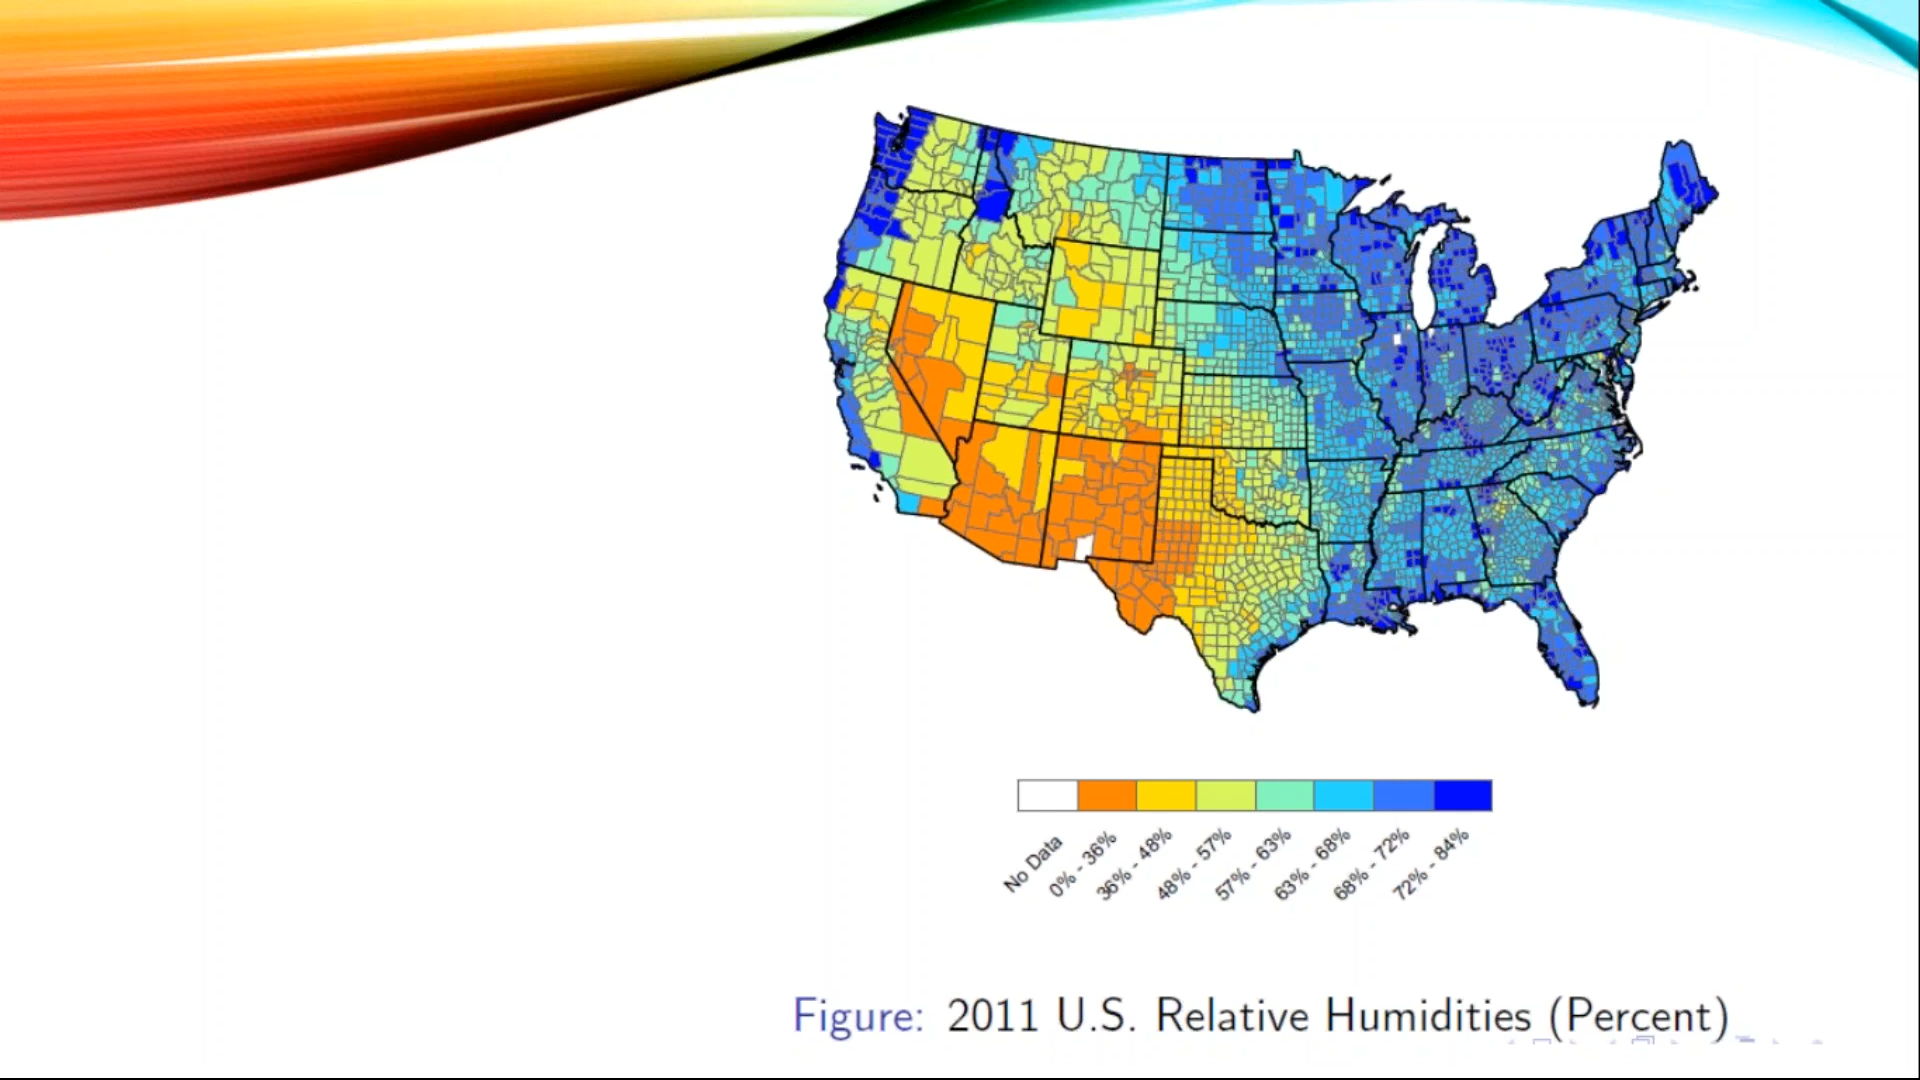 No Data
0% - 36%
36% - 48%
48% - 57%
57% - 63%
63% - 68%
68% - 72%
72% - 84%
Figure: 2011 U.S. Relative Humidities (Percent)